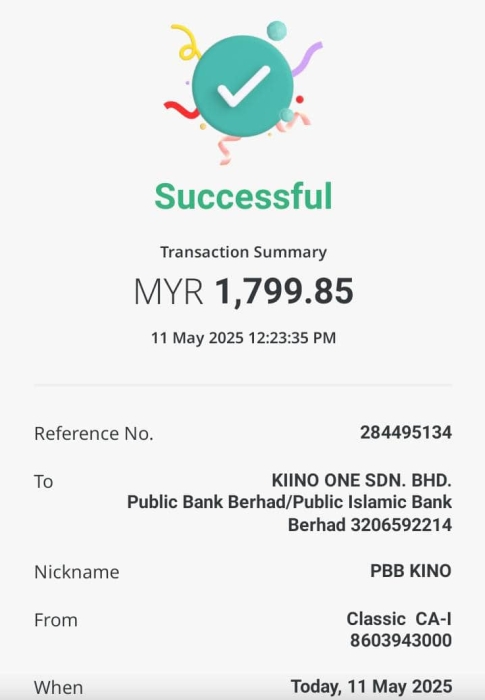 Successful
Transaction Summary
MYR 1,799.85
11 May 2025 12:23:35 PM
Reference No. 284495134
To KIINO ONE SDN. BHD.
Public Bank Berhad/Public Islamic Bank
Berhad 3206592214
Nickname PBB KINO
From Classic CA-I
8603943000
When Today, 11 May 2025